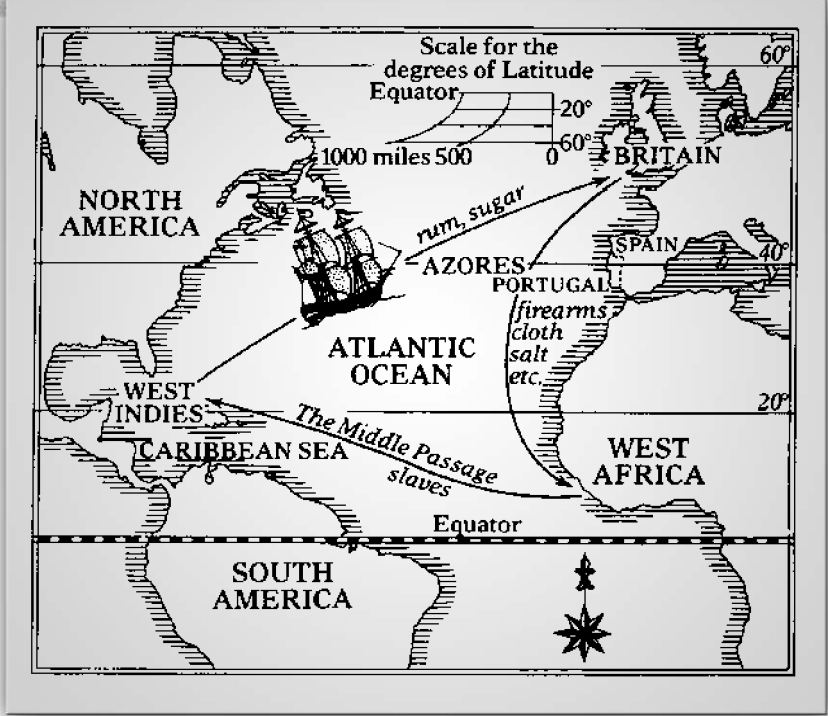 Scale for the
degrees of Latitude
Equator
20°
60°
1000 miles 500 0
60°
BRITAIN
NORTH
AMERICA
rum, sugar
SPAIN
40°
AZORES
PORTUGAL
firearms
cloth
salt
etc.
ATLANTIC
OCEAN
WEST
INDIES
20°
The Middle Passage
slaves
CARIBBEAN SEA
WEST
AFRICA
Equator
SOUTH
AMERICA